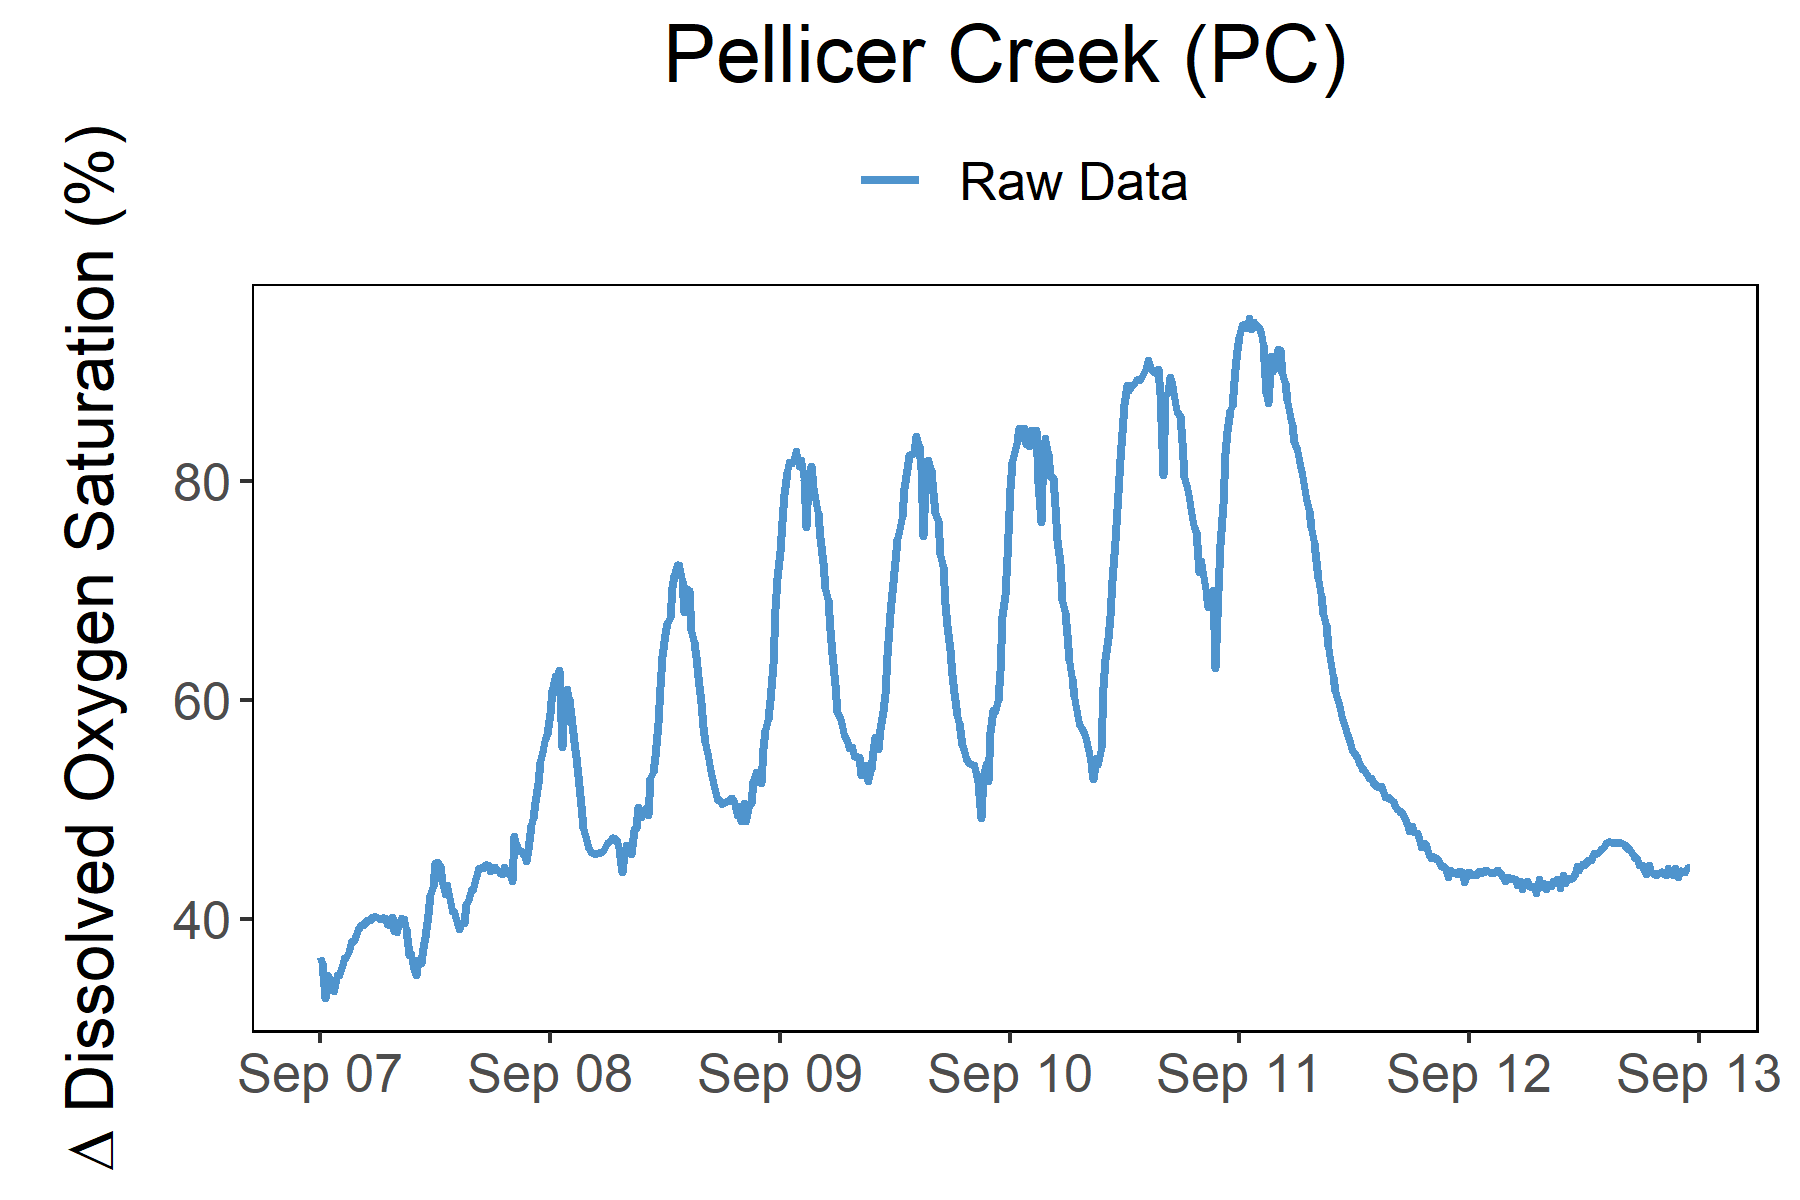 Pellicer Creek (PC)
Raw Data
Δ Dissolved Oxygen Saturation (%)
80
60
40
Sep 07 Sep 08 Sep 09 Sep 10 Sep 11 Sep 12 Sep 13